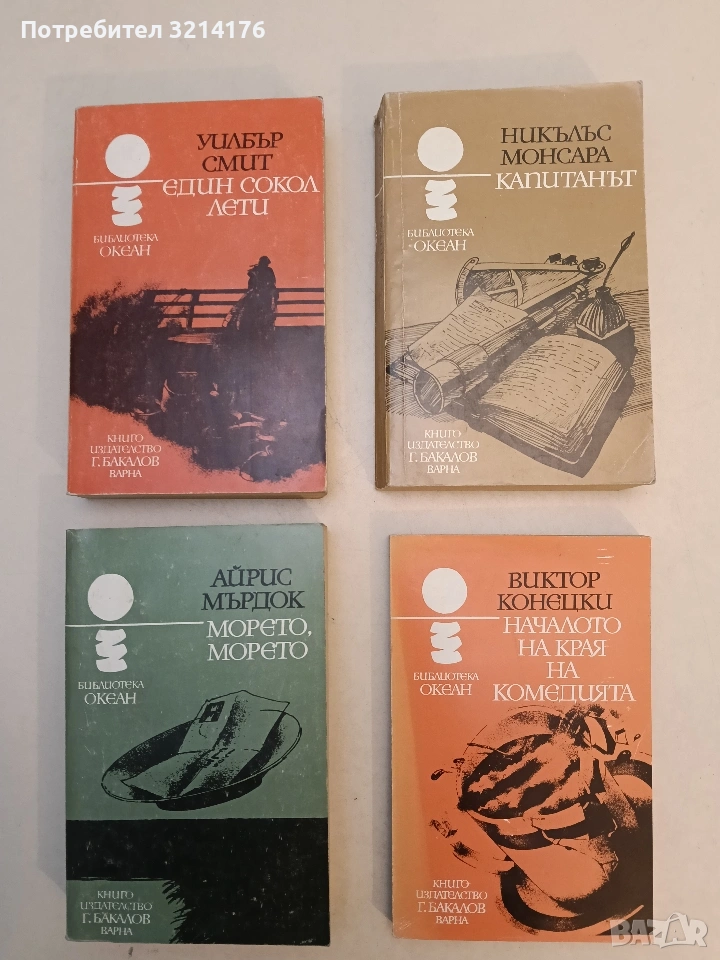 Потребител 3214176
УИЛБЪР
СМИТ
ЕДИН СОКОЛ
ЛЕТИ
БИБЛИОТЕКА
ОКЕАН
КНИГО
ИЗДАТЕЛСТВО
Г. БАКАЛОВ
ВАРНА
НИКЪЛЪС
МОНСАРА
КАПИТАНЪТ
БИБЛИОТЕКА
ОКЕАН
КНИГО
ИЗДАТЕЛСТВО
Г. БАКАЛОВ
ВАРНА
АЙРИС
МЪРДОК
МОРЕТО,
МОРЕТО
БИБЛИОТЕКА
ОКЕАН
КНИГО
ИЗДАТЕЛСТВО
Г. БАКАЛОВ
ВАРНА
ВИКТОР
КОНЕЦКИ
НАЧАЛОТО
НА КРАЯ
НА
КОМЕДИЯТА
БИБЛИОТЕКА
ОКЕАН
КНИГО-
ИЗДАТЕЛСТВО
Г. БАКАЛОВ
ВАРНА
BAZAR